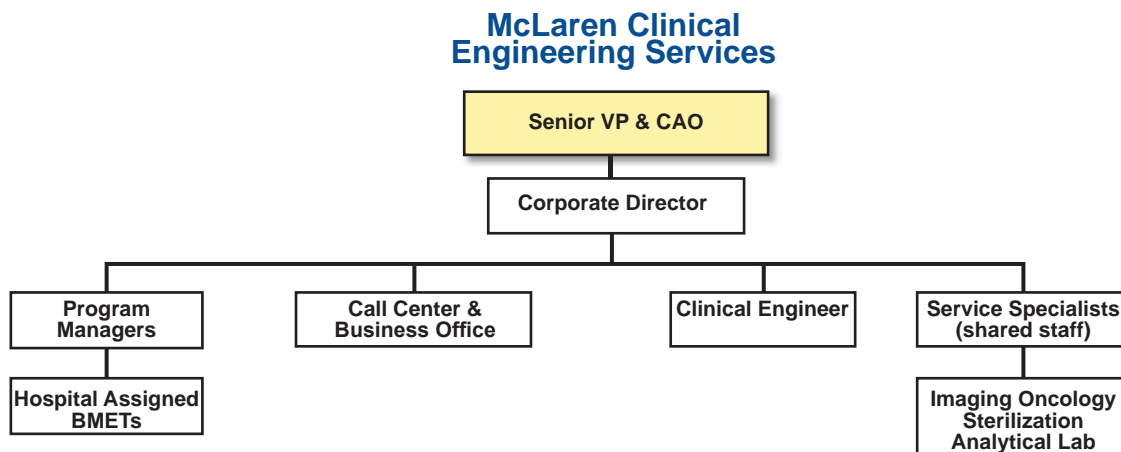 McLaren Clinical
Engineering Services
Senior VP & CAO
Corporate Director
Program
Managers
Call Center &
Business Office
Clinical Engineer
Service Specialists
(shared staff)
Hospital Assigned
BMETs
Imaging Oncology
Sterilization
Analytical Lab